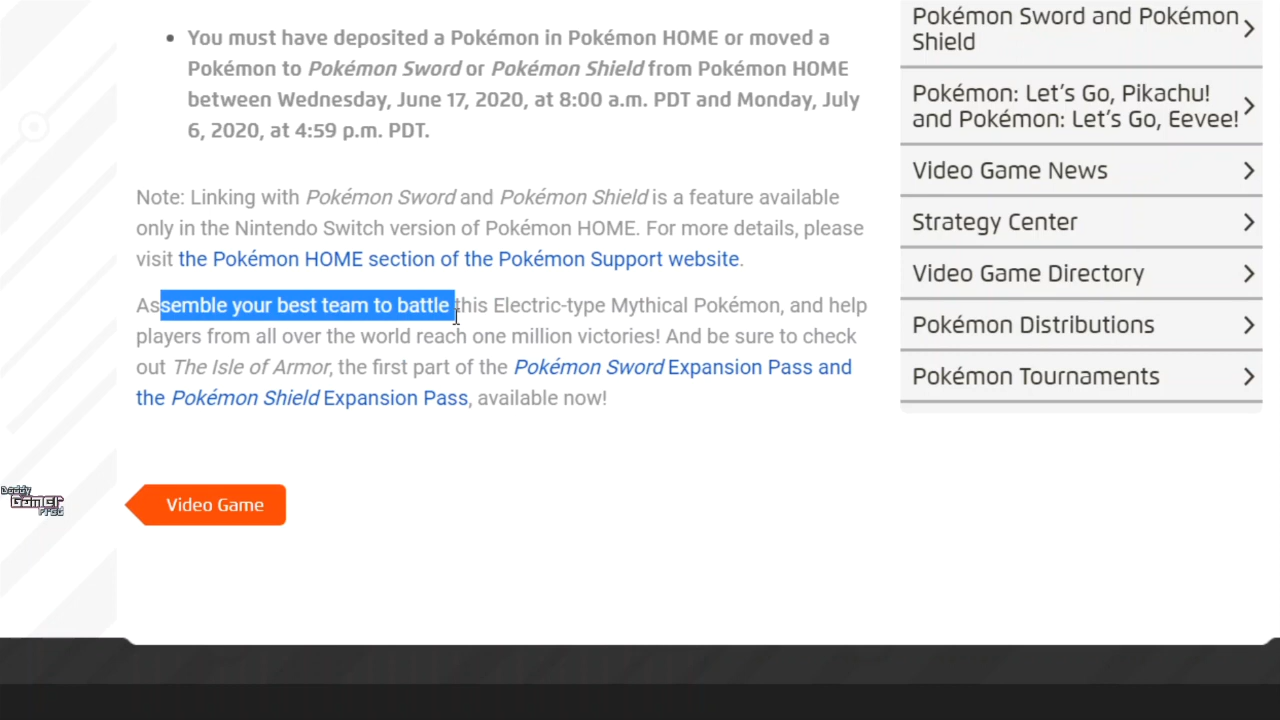 You must have deposited a Pokémon in Pokémon HOME or moved a
Pokémon to Pokémon Sword or Pokémon Shield from Pokémon HOME
between Wednesday, June 17, 2020, at 8:00 a.m. PDT and Monday, July
6, 2020, at 4:59 p.m. PDT.
Note: Linking with Pokémon Sword and Pokémon Shield is a feature available
only in the Nintendo Switch version of Pokémon HOME. For more details, please
visit the Pokémon HOME section of the Pokémon Support website.
Assemble your best team to battle this Electric-type Mythical Pokémon, and help
players from all over the world reach one million victories! And be sure to check
out The Isle of Armor, the first part of the Pokémon Sword Expansion Pass and
the Pokémon Shield Expansion Pass, available now!
Video Game
Pokémon Sword and Pokémon
Shield
Pokémon: Let's Go, Pikachu!
and Pokémon: Let's Go, Eevee!
Video Game News
Strategy Center
Video Game Directory
Pokémon Distributions
Pokémon Tournaments
Daddy
Gamer
Fred